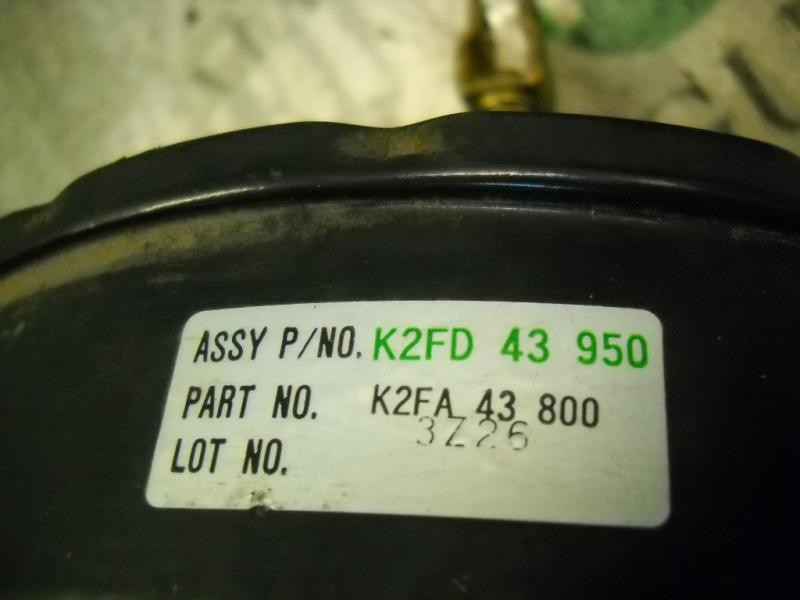 ASSY P/NO. K2FD 43 950
PART NO. K2FA 43 800
3Z26
LOT NO.